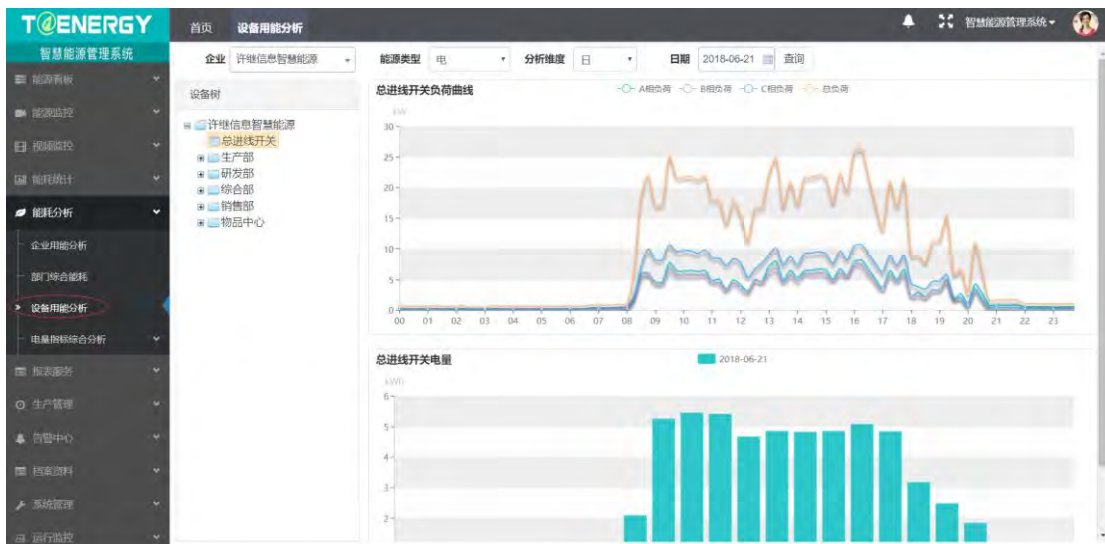 T@ENERGY
智慧能源管理系统
首页 设备用能分析
智慧能源管理系统
能源看板
能源监控
视频监控
能耗统计
能耗分析
企业用能分析
部门综合能耗
设备用能分析
电量指标综合分析
报表服务
生产管理
告警中心
档案资料
系统管理
运行监控
企业 许继信息智慧能源 能源类型 电 分析维度 日 日期 2018-06-21 查询
设备树
许继信息智慧能源
总进线开关
生产部
研发部
综合部
销售部
物品中心
总进线开关负荷曲线
A相负荷 B相负荷 C相负荷 总负荷
kW
30
25
20
15
10
5
0
00 01 02 03 04 05 06 07 08 09 10 11 12 13 14 15 16 17 18 19 20 21 22 23
总进线开关电量
2018-06-21
kWh
6
5
4
3
2